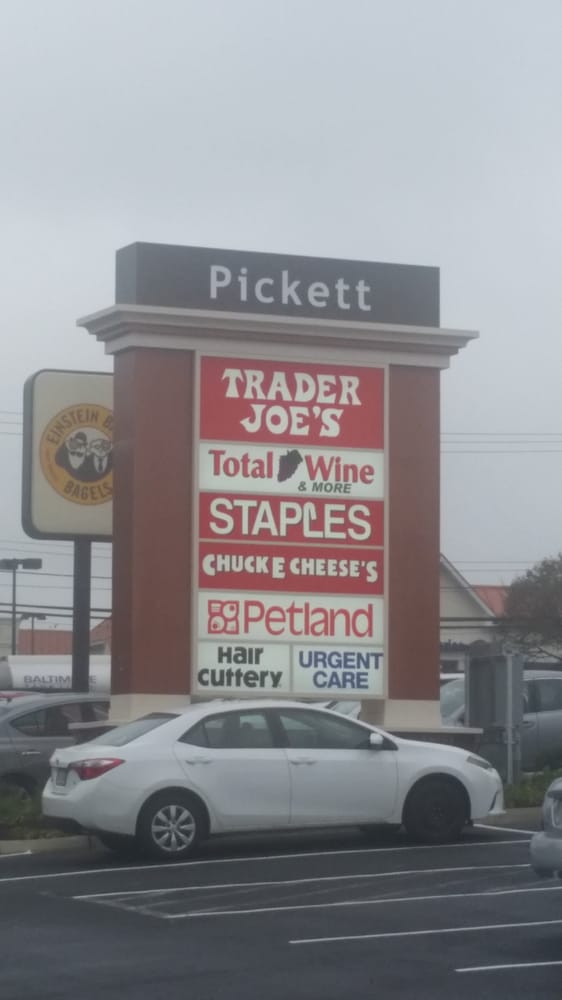 Pickett
TRADER
JOE'S
Total Wine
& MORE
STAPLES
CHUCK E CHEESE'S
Petland
Hair
Cuttery
URGENT
CARE
EINSTEIN
BAGELS